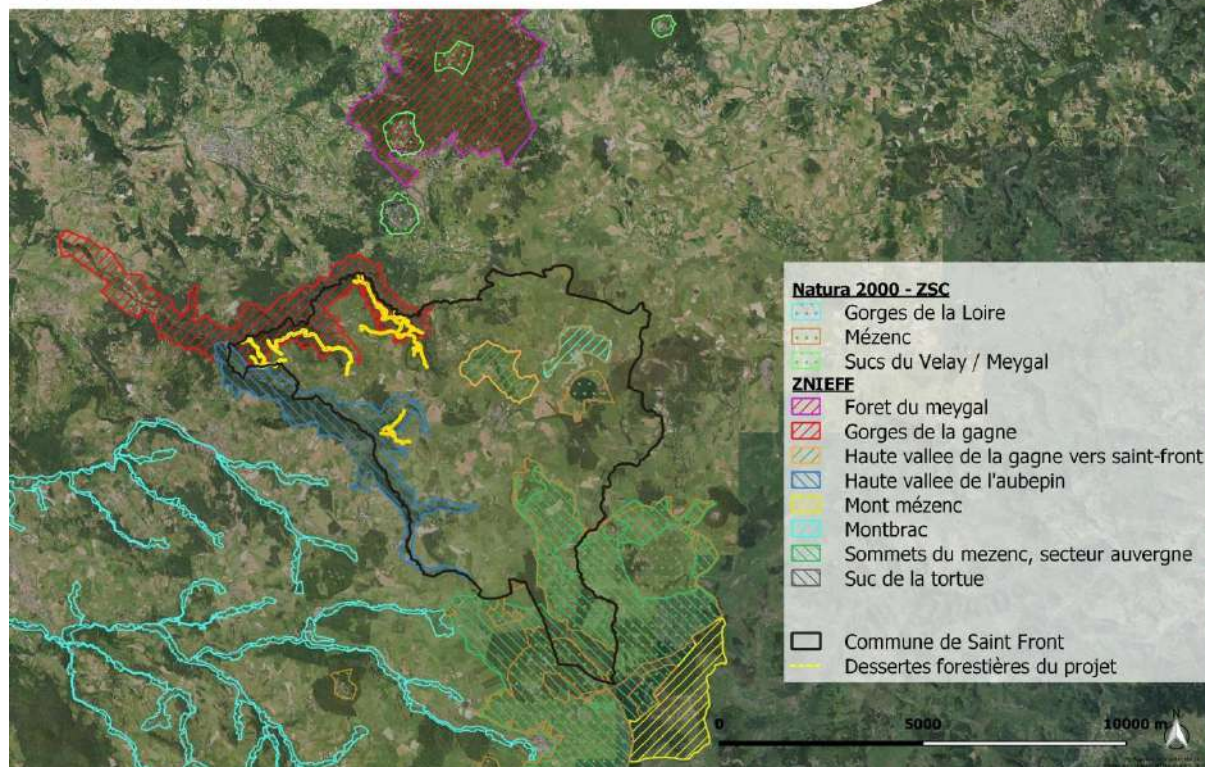 Natura 2000 - ZSC
Gorges de la Loire
Mézenc
Sucs du Velay / Meygal
ZNIEFF
Foret du meygal
Gorges de la gagne
Haute vallee de la gagne vers saint-front
Haute vallee de l'aubepin
Mont mézenc
Montbrac
Sommets du mezenc, secteur auvergne
Suc de la tortue
Commune de Saint Front
Dessertes forestières du projet
0 5000 10000 m
N